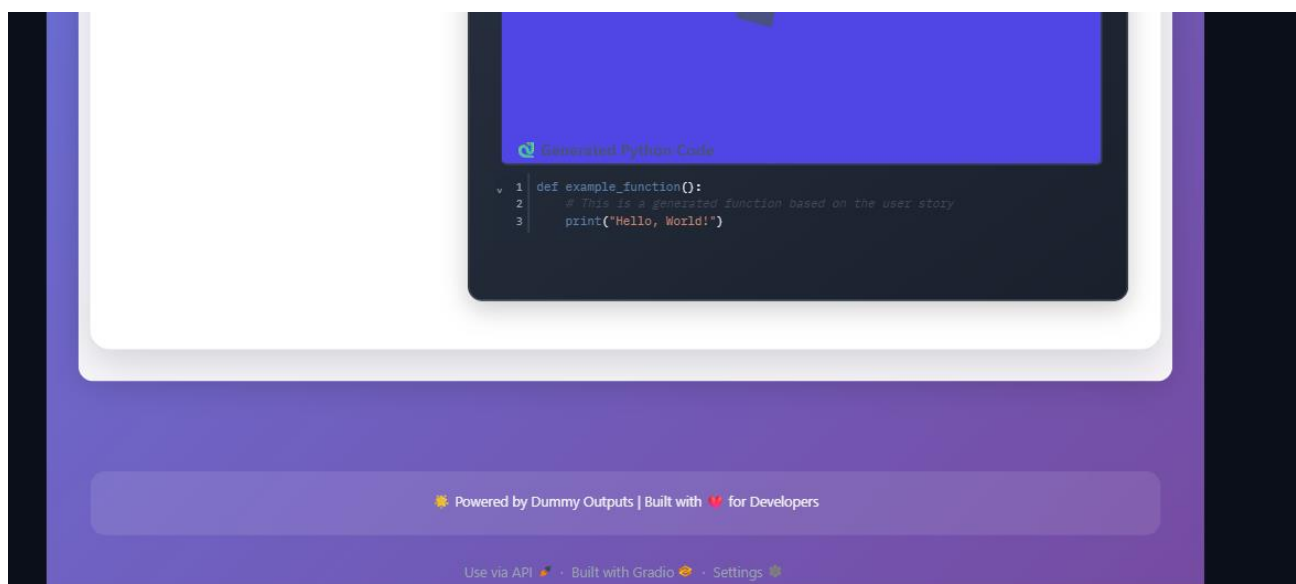 Generated Python Code
1 def example_function():
2 # This is a generated function based on the user story
3 print("Hello, World!")
Powered by Dummy Outputs | Built with ❤️ for Developers
Use via API 🚀 · Built with Gradio · Settings